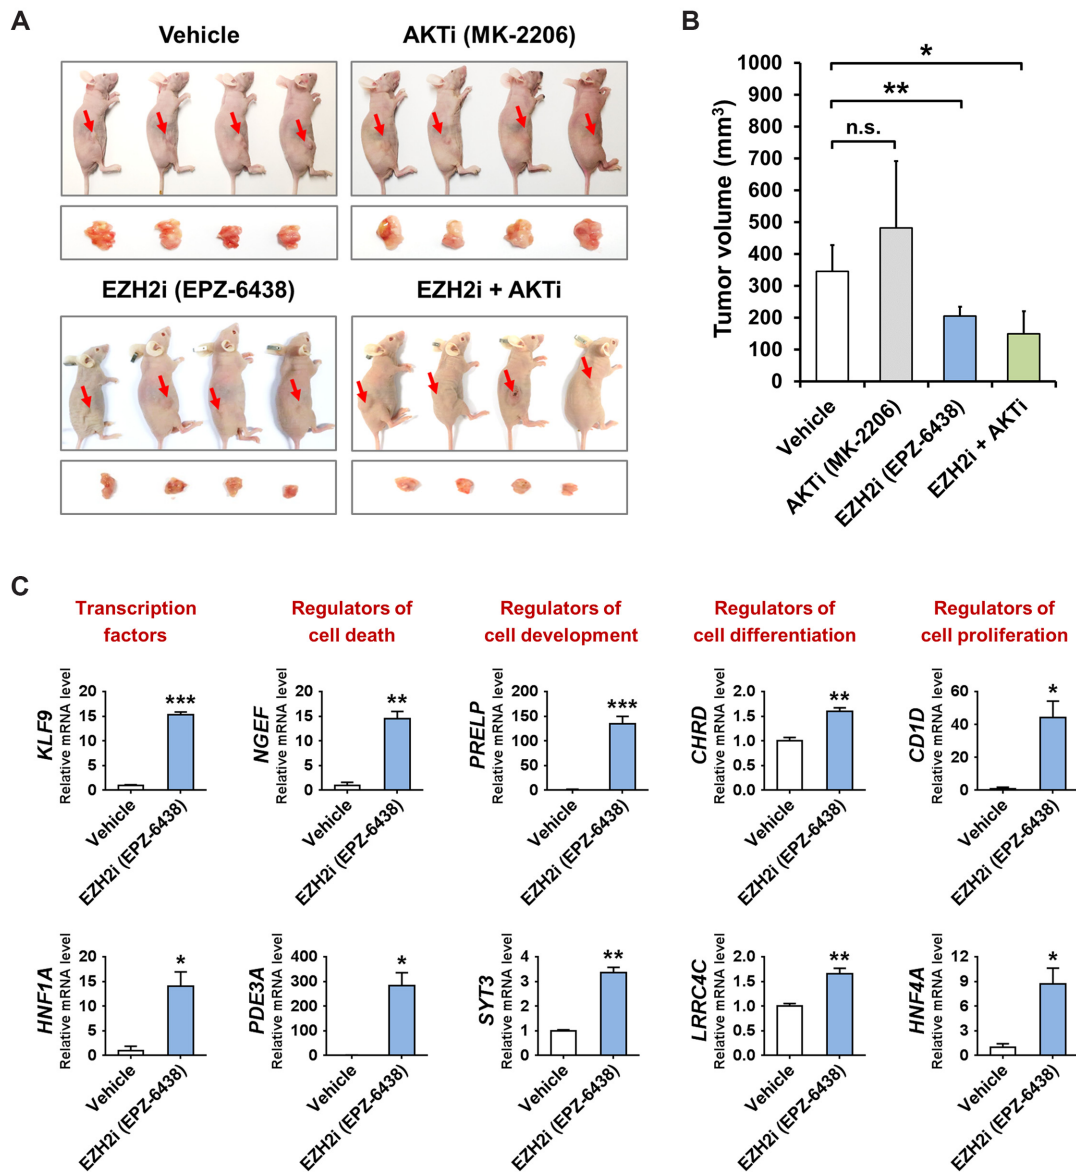 A
Vehicle
AKTi (MK-2206)
EZH2i (EPZ-6438)
EZH2i + AKTi
B
Tumor volume (mm³)
1000
900
800
700
600
500
400
300
200
100
0
*
**
n.s.
Vehicle
AKTi (MK-2206)
EZH2i (EPZ-6438)
EZH2i + AKTi
C
Transcription
factors
Regulators of
cell death
Regulators of
cell development
Regulators of
cell differentiation
Regulators of
cell proliferation
KLF9
Relative mRNA level
20
15
10
5
0
***
Vehicle
EZH2i (EPZ-6438)
NGEF
Relative mRNA level
20
15
10
5
0
**
Vehicle
EZH2i (EPZ-6438)
PRELP
Relative mRNA level
200
150
100
50
0
***
Vehicle
EZH2i (EPZ-6438)
CHRD
Relative mRNA level
2.0
1.5
1.0
0.5
0.0
**
Vehicle
EZH2i (EPZ-6438)
CD1D
Relative mRNA level
60
40
20
0
*
Vehicle
EZH2i (EPZ-6438)
HNF1A
Relative mRNA level
20
15
10
5
0
*
Vehicle
EZH2i (EPZ-6438)
PDE3A
Relative mRNA level
400
300
200
100
0
*
Vehicle
EZH2i (EPZ-6438)
SYT3
Relative mRNA level
4
3
2
1
0
**
Vehicle
EZH2i (EPZ-6438)
LRRC4C
Relative mRNA level
2.0
1.5
1.0
0.5
0.0
**
Vehicle
EZH2i (EPZ-6438)
HNF4A
Relative mRNA level
12
9
6
3
0
*
Vehicle
EZH2i (EPZ-6438)